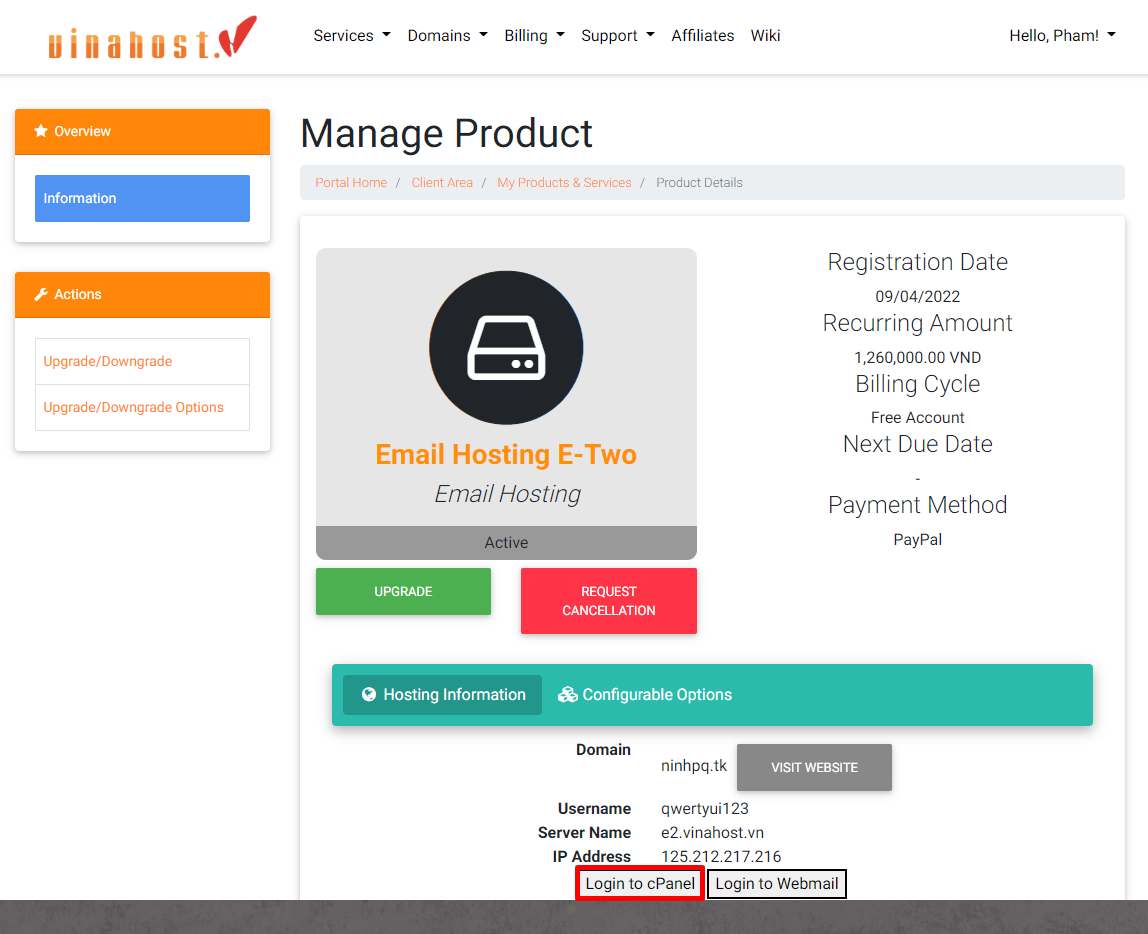 vinahost.
Services Domains Billing Support Affiliates Wiki Hello, Pham!
Overview
Information
Actions
Upgrade/Downgrade
Upgrade/Downgrade Options
Manage Product
Portal Home / Client Area / My Products & Services / Product Details
Email Hosting E-Two
Email Hosting
Active
UPGRADE
REQUEST
CANCELLATION
Registration Date
09/04/2022
Recurring Amount
1,260,000.00 VND
Billing Cycle
Free Account
Next Due Date
-
Payment Method
PayPal
Hosting Information Configurable Options
Domain ninhpq.tk VISIT WEBSITE
Username qwertyui123
Server Name e2.vinahost.vn
IP Address 125.212.217.216
Login to cPanel Login to Webmail